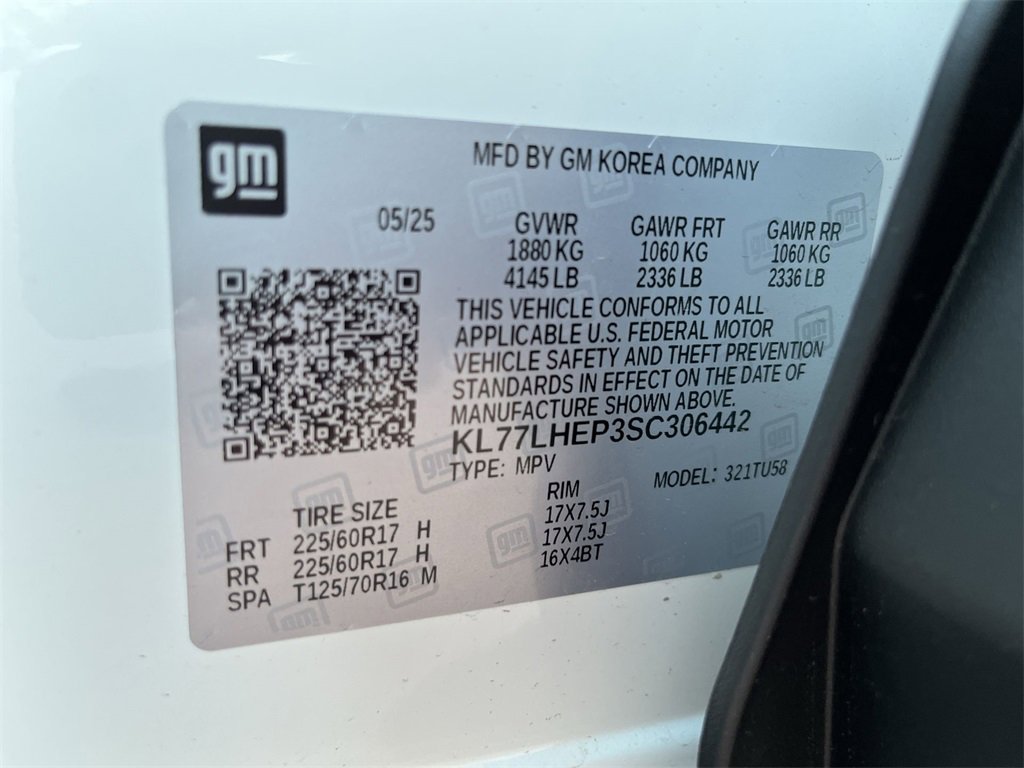 gm
MFD BY GM KOREA COMPANY
05/25 GVWR GAWR FRT GAWR RR
1880 KG 1060 KG 1060 KG
4145 LB 2336 LB 2336 LB
THIS VEHICLE CONFORMS TO ALL
APPLICABLE U.S. FEDERAL MOTOR
VEHICLE SAFETY AND THEFT PREVENTION
STANDARDS IN EFFECT ON THE DATE OF
MANUFACTURE SHOWN ABOVE.
KL77LHEP3SC306442
TYPE: MPV MODEL: 321TU58
TIRE SIZE RIM
FRT 225/60R17 H 17X7.5J
RR 225/60R17 H 17X7.5J
SPA T125/70R16 M 16X4BT